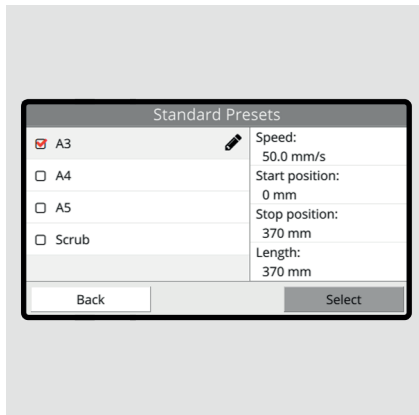 Standard Presets
A3
A4
A5
Scrub
Speed:
50.0 mm/s
Start position:
0 mm
Stop position:
370 mm
Length:
370 mm
Back
Select